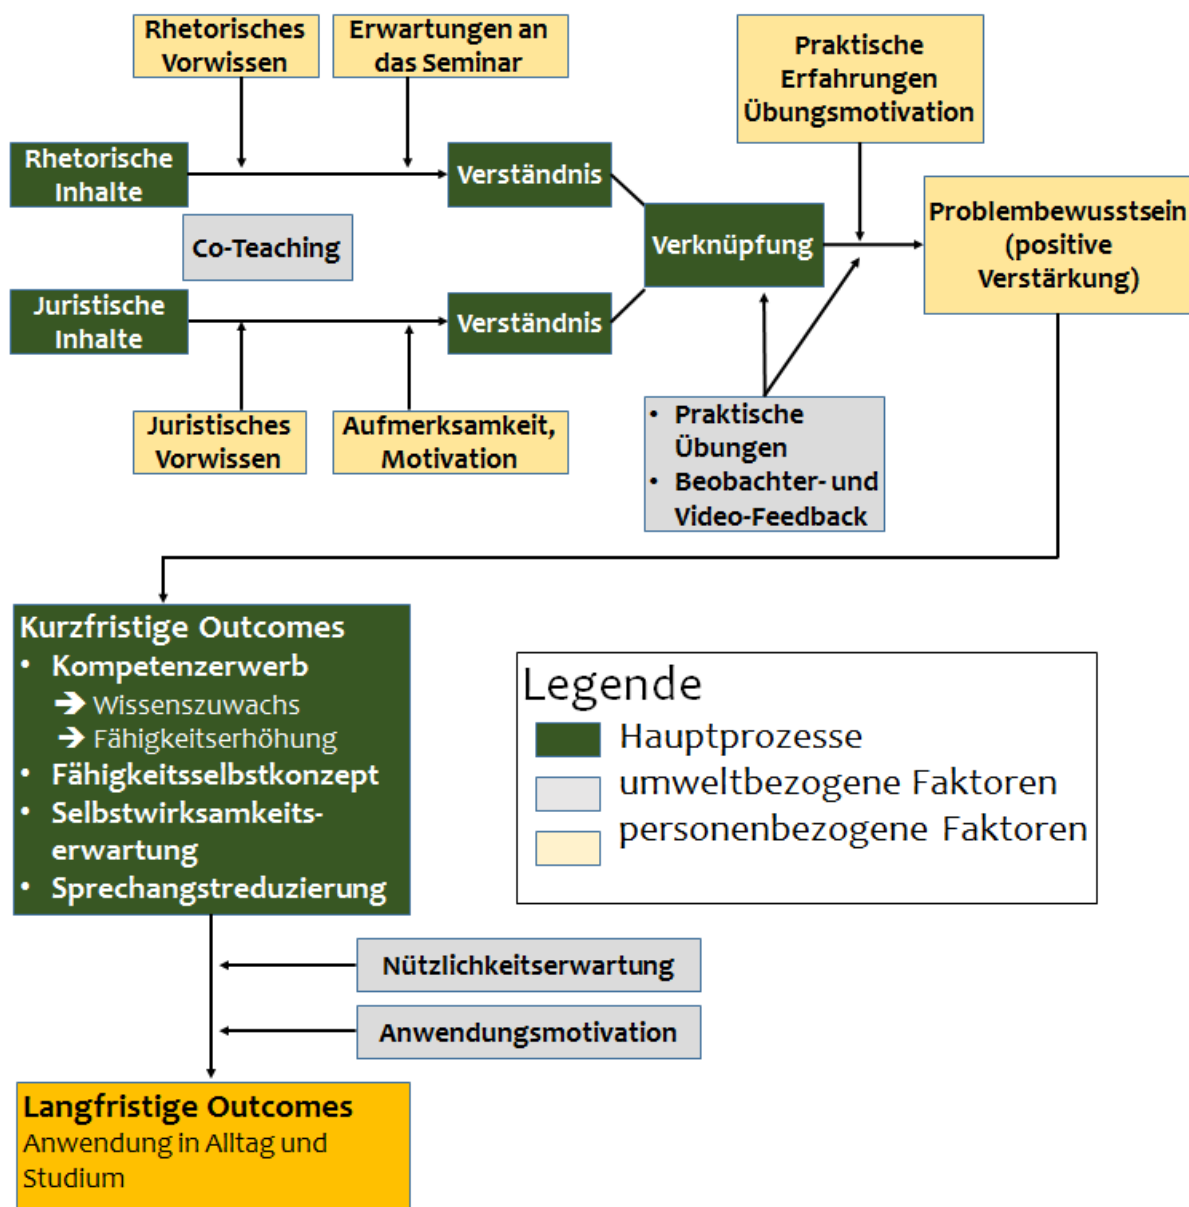 Rhetorisches
Vorwissen
Erwartungen an
das Seminar
Praktische
Erfahrungen
Übungsmotivation
Rhetorische
Inhalte
Verständnis
Co-Teaching
Verknüpfung
Problembewusstsein
(positive
Verstärkung)
Juristische
Inhalte
Verständnis
Juristisches
Vorwissen
Aufmerksamkeit,
Motivation
• Praktische
Übungen
• Beobachter- und
Video-Feedback
Kurzfristige Outcomes
• Kompetenzerwerb
➔ Wissenszuwachs
➔ Fähigkeitserhöhung
• Fähigkeitsselbstkonzept
• Selbstwirksamkeits-
erwartung
• Sprechangstreduzierung
Legende
Hauptprozesse
umweltbezogene Faktoren
personenbezogene Faktoren
Nützlichkeitserwartung
Anwendungsmotivation
Langfristige Outcomes
Anwendung in Alltag und
Studium